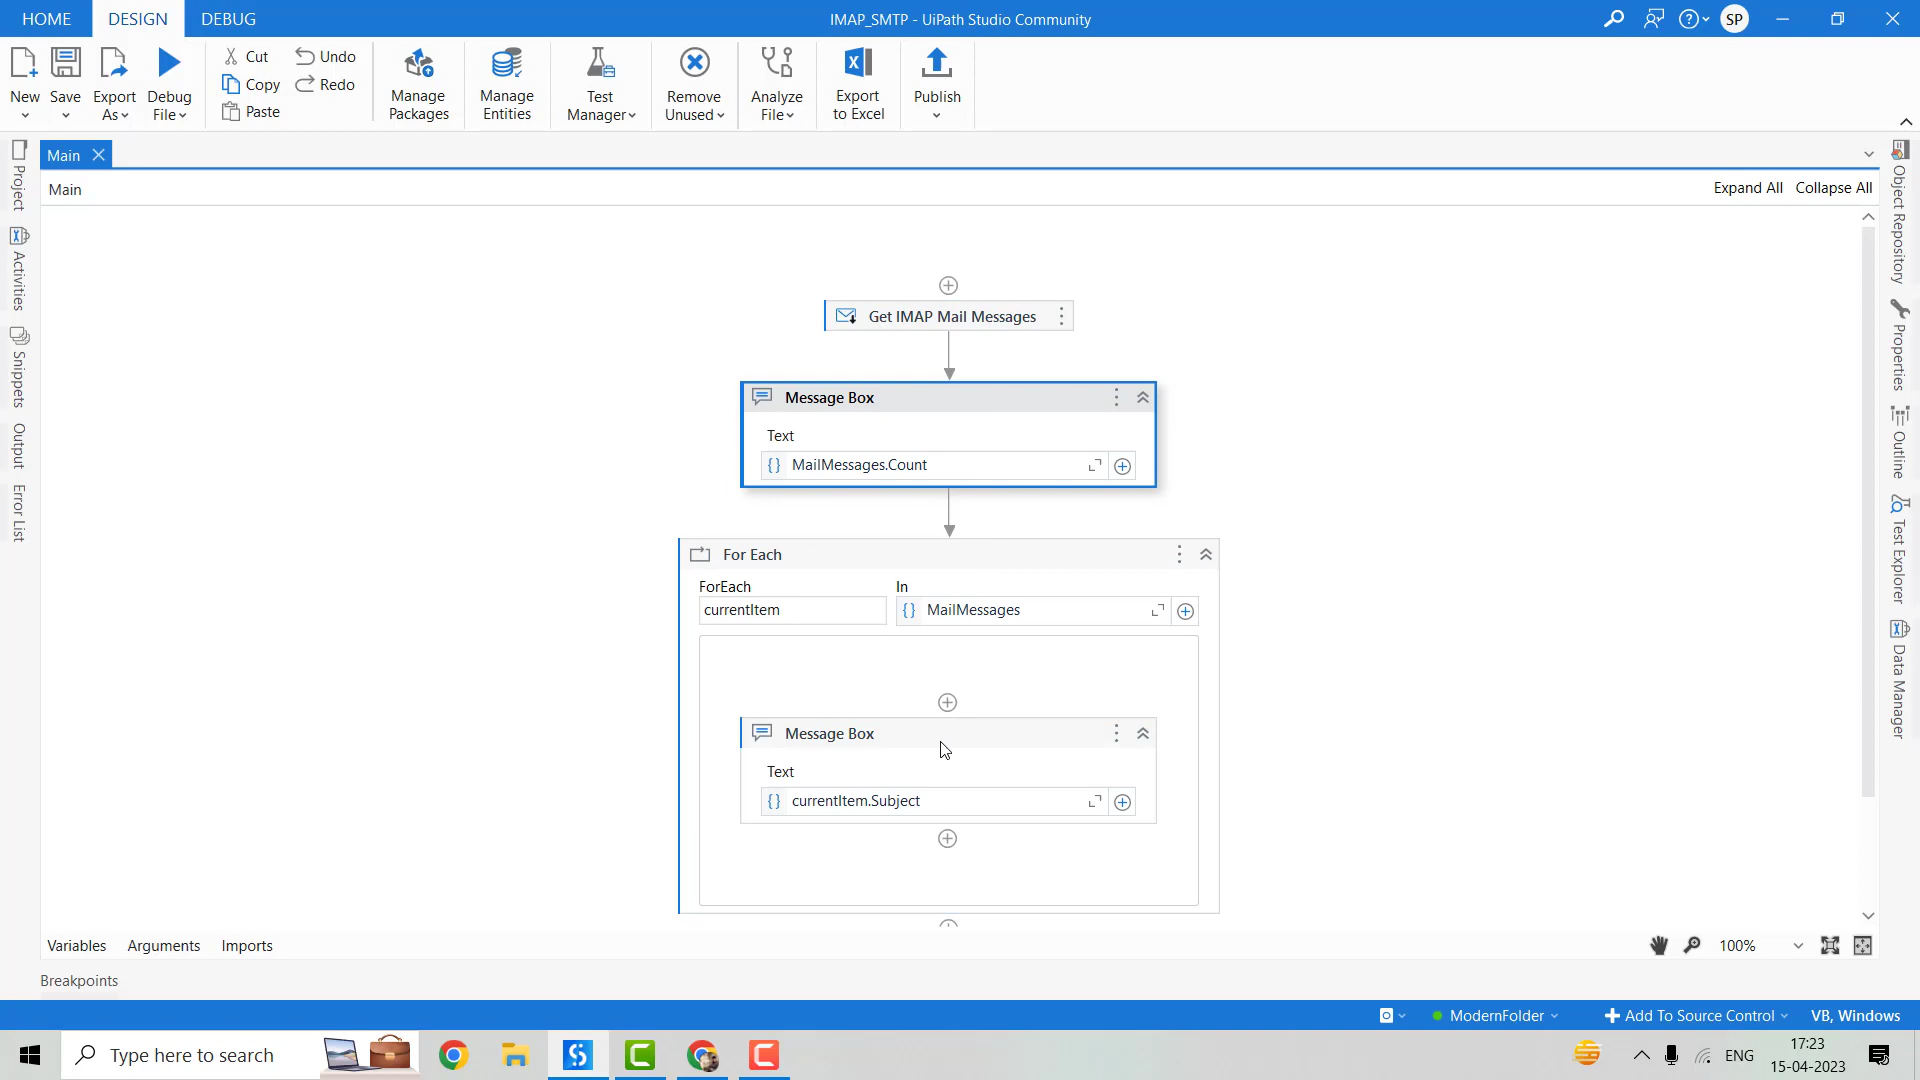 HOME
DESIGN
DEBUG
IMAP_SMTP - UiPath Studio Community
SP
New
Save
Export As
Debug File
Cut
Copy
Paste
Undo
Redo
Manage Packages
Manage Entities
Test Manager
Remove Unused
Analyze File
Export to Excel
Publish
Main
Main
Expand All
Collapse All
Project
Activities
Snippets
Output
Error List
Get IMAP Mail Messages
Message Box
Text
{} MailMessages.Count
For Each
ForEach
In
currentItem
{} MailMessages
Message Box
Text
{} currentItem.Subject
Object Repository
Properties
Outline
Test Explorer
Data Manager
Variables
Arguments
Imports
100%
Breakpoints
ModernFolder
Add To Source Control
VB, Windows
Type here to search
ENG
17:23
15-04-2023